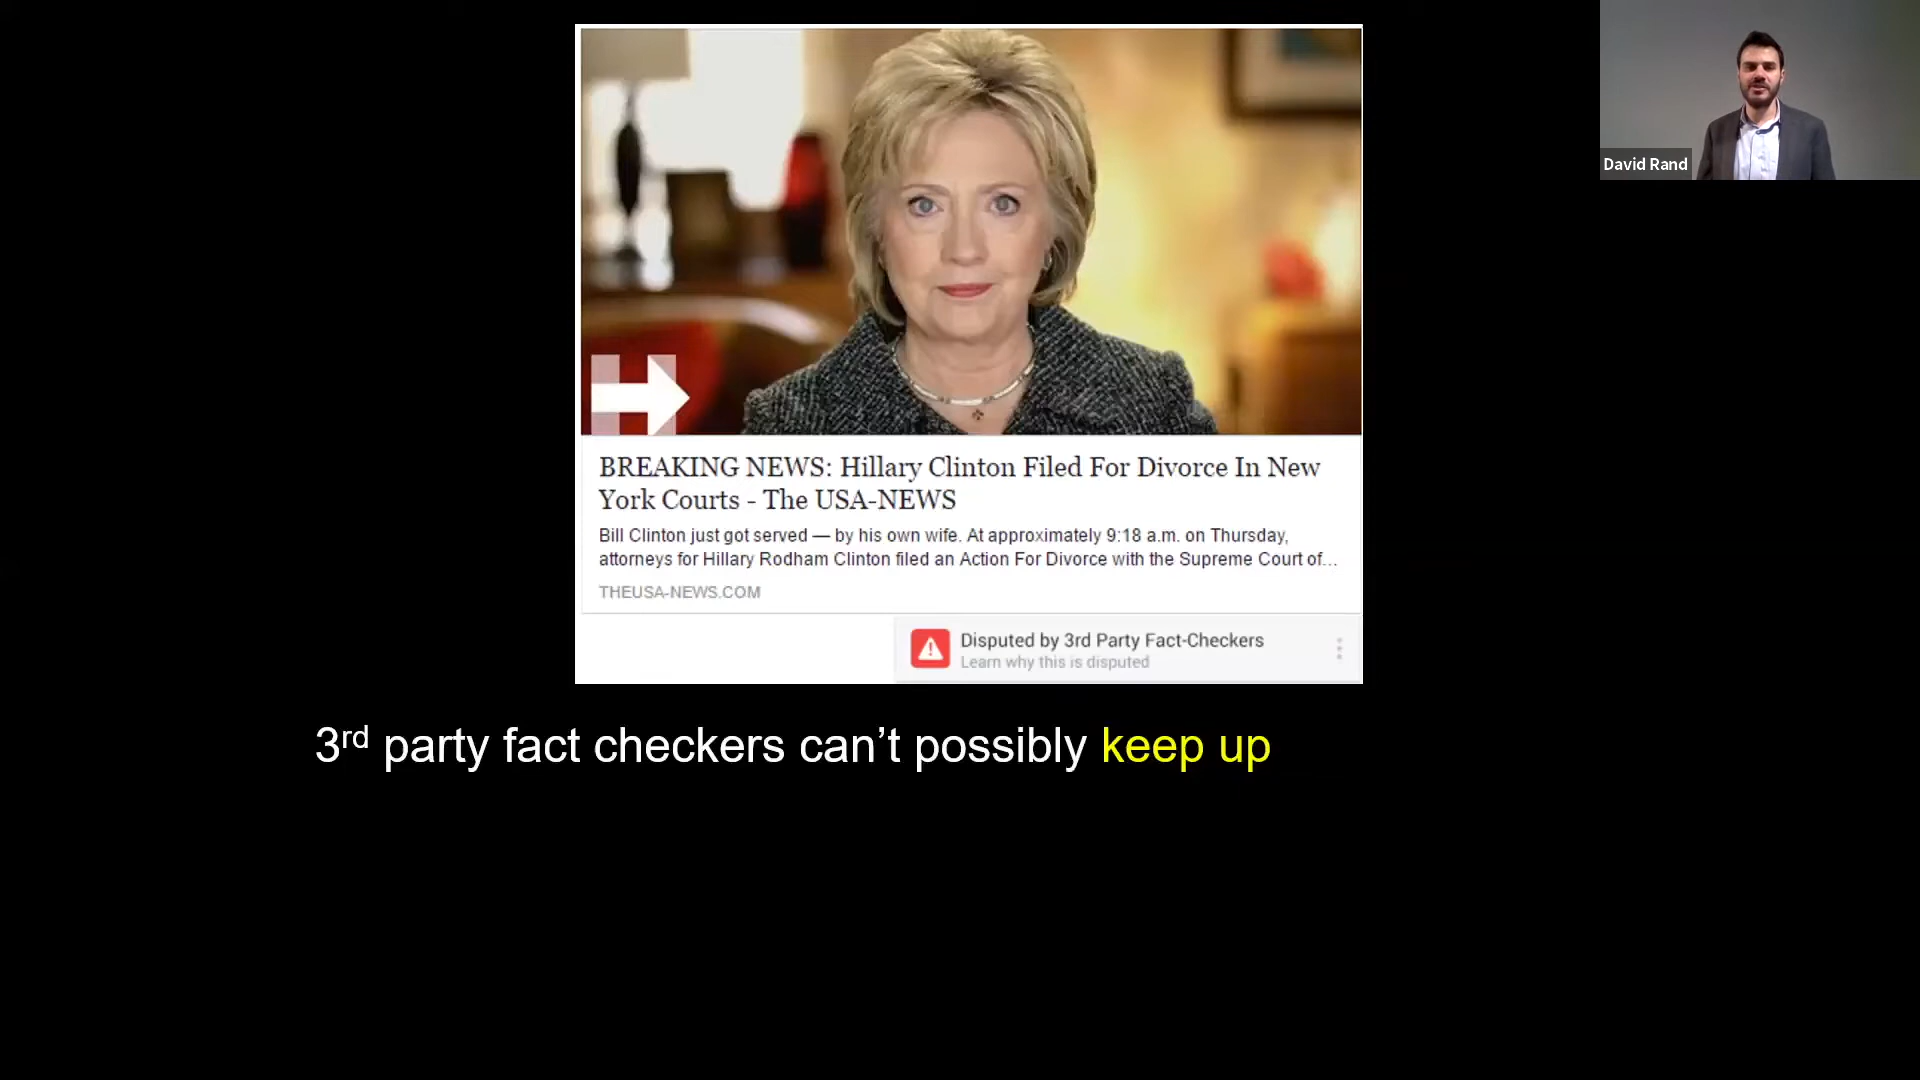 David Rand
BREAKING NEWS: Hillary Clinton Filed For Divorce In New
York Courts - The USA-NEWS
Bill Clinton just got served — by his own wife. At approximately 9:18 a.m. on Thursday,
attorneys for Hillary Rodham Clinton filed an Action For Divorce with the Supreme Court of...
THEUSA-NEWS.COM
Disputed by 3rd Party Fact-Checkers
Learn why this is disputed
3rd party fact checkers can’t possibly keep up